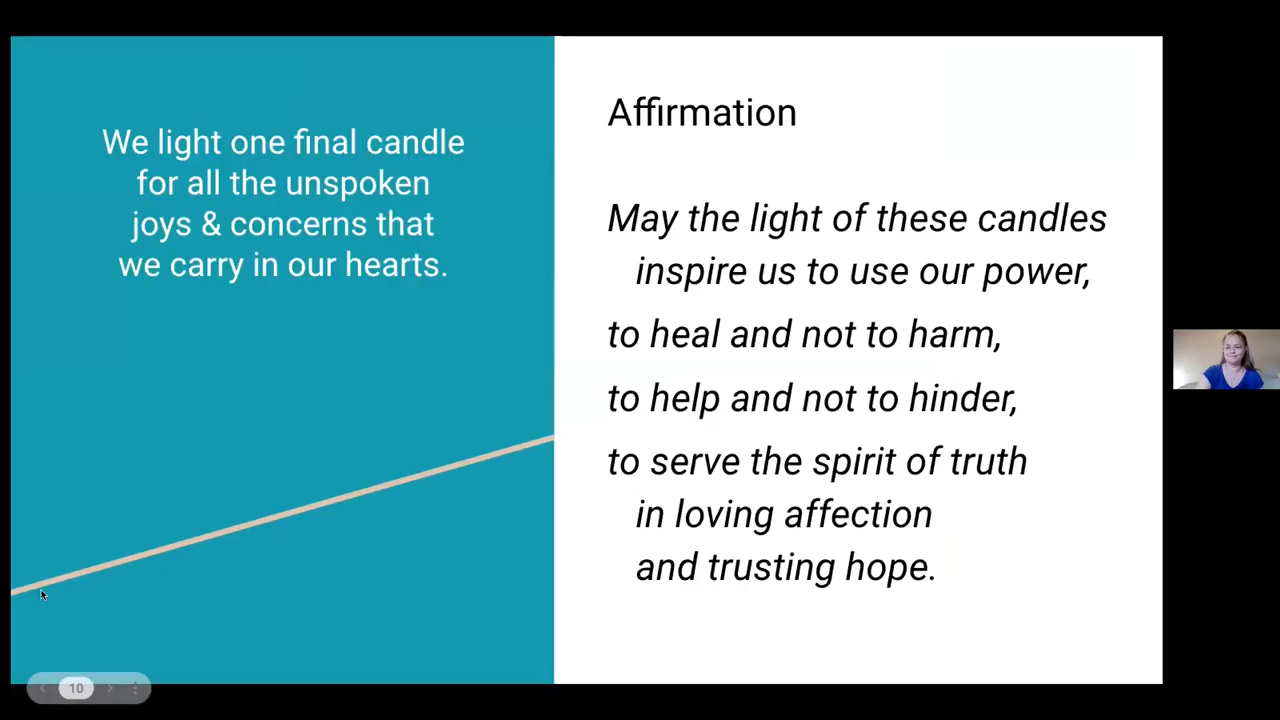 We light one final candle
for all the unspoken
joys & concerns that
we carry in our hearts.
Affirmation
May the light of these candles
inspire us to use our power,
to heal and not to harm,
to help and not to hinder,
to serve the spirit of truth
in loving affection
and trusting hope.
10